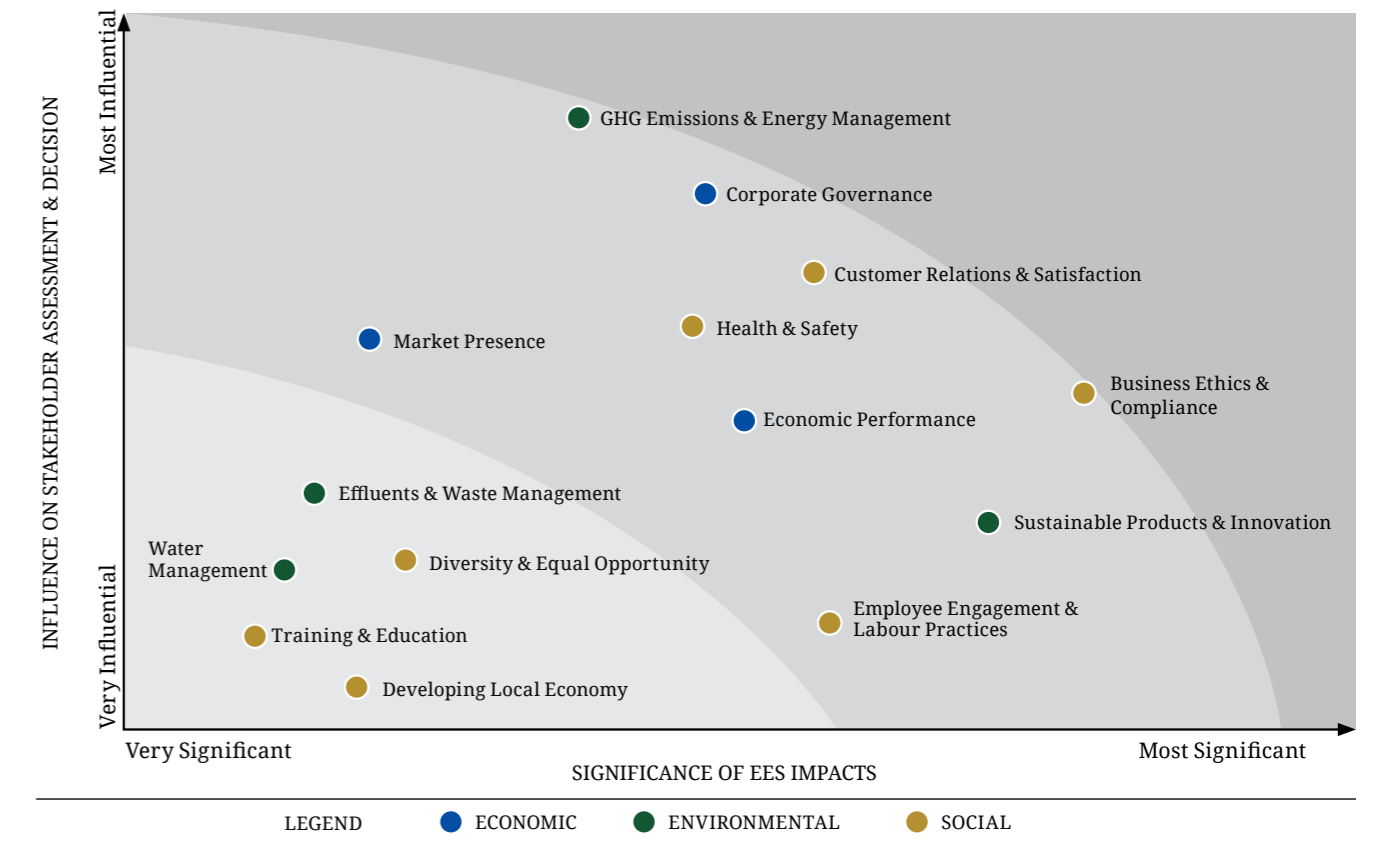 Most Influential
INFLUENCE ON STAKEHOLDER ASSESSMENT & DECISION
Very Influential
GHG Emissions & Energy Management
Corporate Governance
Customer Relations & Satisfaction
Health & Safety
Market Presence
Business Ethics &
Compliance
Economic Performance
Effluents & Waste Management
Sustainable Products & Innovation
Water
Management
Diversity & Equal Opportunity
Employee Engagement &
Labour Practices
Training & Education
Developing Local Economy
Very Significant
Most Significant
SIGNIFICANCE OF EES IMPACTS
LEGEND
ECONOMIC
ENVIRONMENTAL
SOCIAL